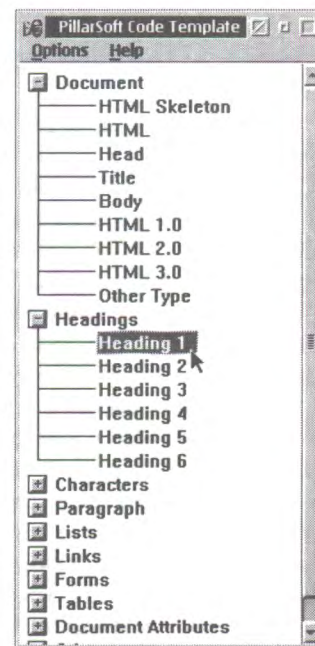 PillarSoft Code Template
Options Help
Document
HTML Skeleton
HTML
Head
Title
Body
HTML 1.0
HTML 2.0
HTML 3.0
Other Type
Headings
Heading 1
Heading 2
Heading 3
Heading 4
Heading 5
Heading 6
Characters
Paragraph
Lists
Links
Forms
Tables
Document Attributes